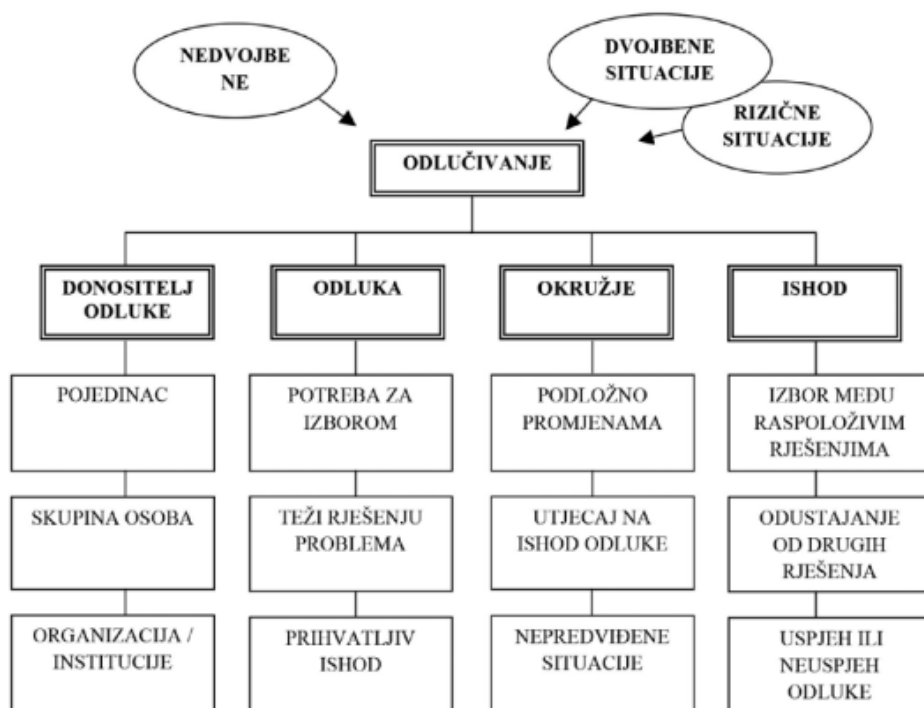 NEDVOJBE
NE
DVOJBENE
SITUACIJE
RIZIČNE
SITUACIJE
ODLUČIVANJE
DONOSITELJ
ODLUKE
ODLUKA
OKRUŽJE
ISHOD
POJEDINAC
POTREBA ZA
IZBOROM
PODLOŽNO
PROMJENAMA
IZBOR MEĐU
RASPOLOŽIVIM
RJEŠENJIMA
SKUPINA OSOBA
TEŽI RJEŠENJU
PROBLEMA
UTJECAJ NA
ISHOD ODLUKE
ODUSTAJANJE
OD DRUGIH
RJEŠENJA
ORGANIZACIJA /
INSTITUCIJE
PRIHVATLJIV
ISHOD
NEPREDVIĐENE
SITUACIJE
USPJEH ILI
NEUSPJEH
ODLUKE